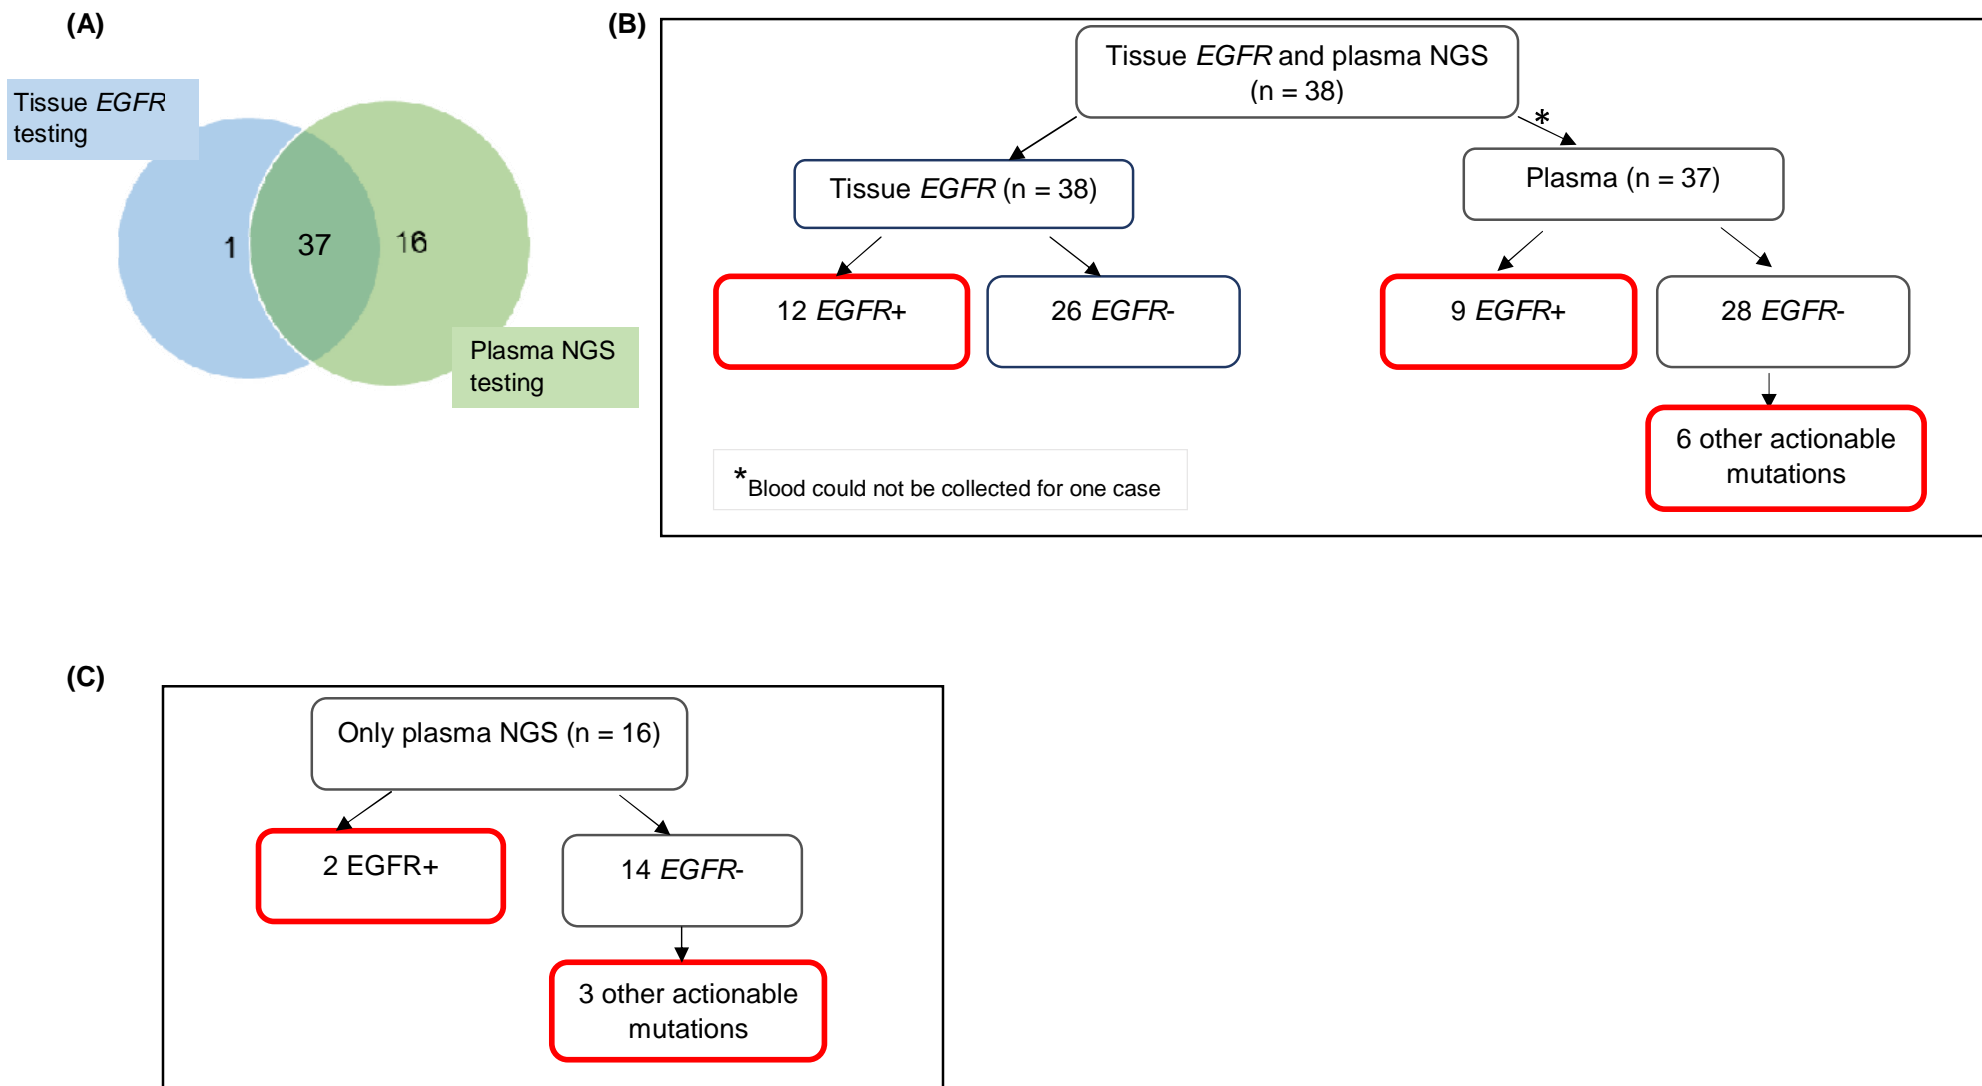 (A)
Tissue EGFR
testing
1
37
16
Plasma NGS
testing
(B)
Tissue EGFR and plasma NGS
(n = 38)
*
Tissue EGFR (n = 38)
Plasma (n = 37)
12 EGFR+
26 EGFR-
9 EGFR+
28 EGFR-
6 other actionable
mutations
*Blood could not be collected for one case
(C)
Only plasma NGS (n = 16)
2 EGFR+
14 EGFR-
3 other actionable
mutations